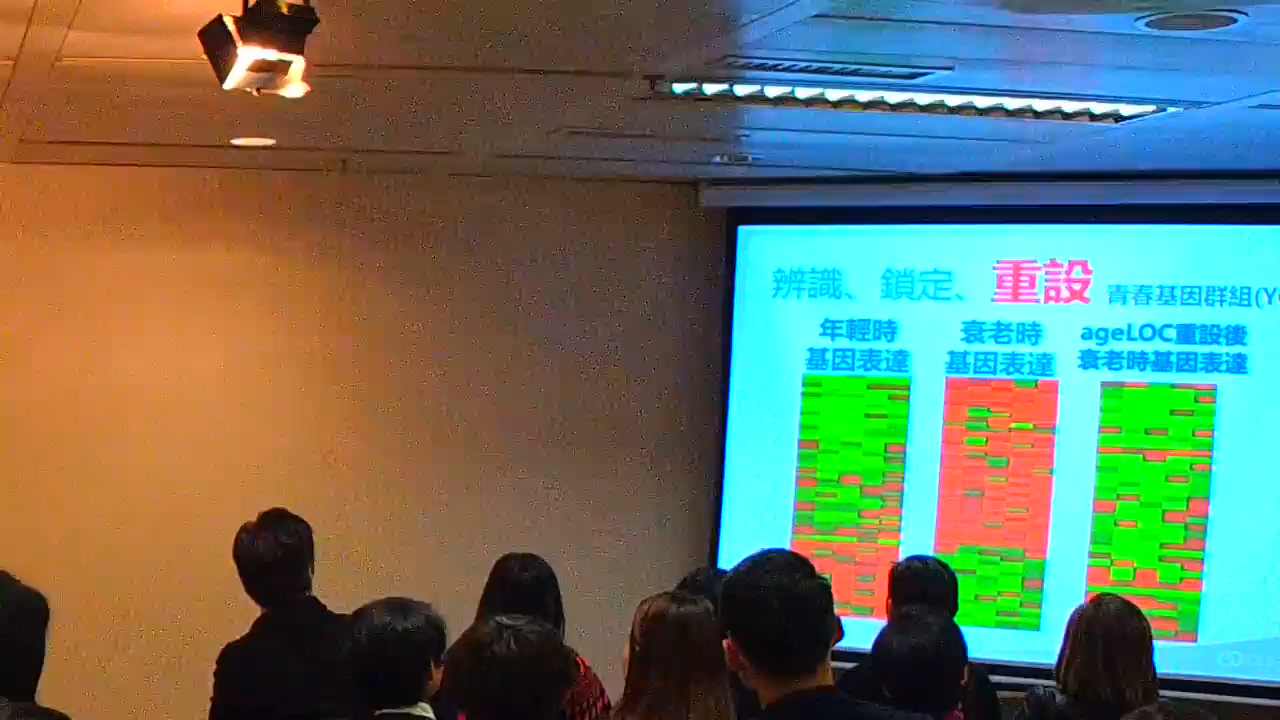 辨識、鎖定、重設 青春基因群組(Y
年輕時
基因表達
衰老時
基因表達
ageLOC重設後
衰老時基因表達